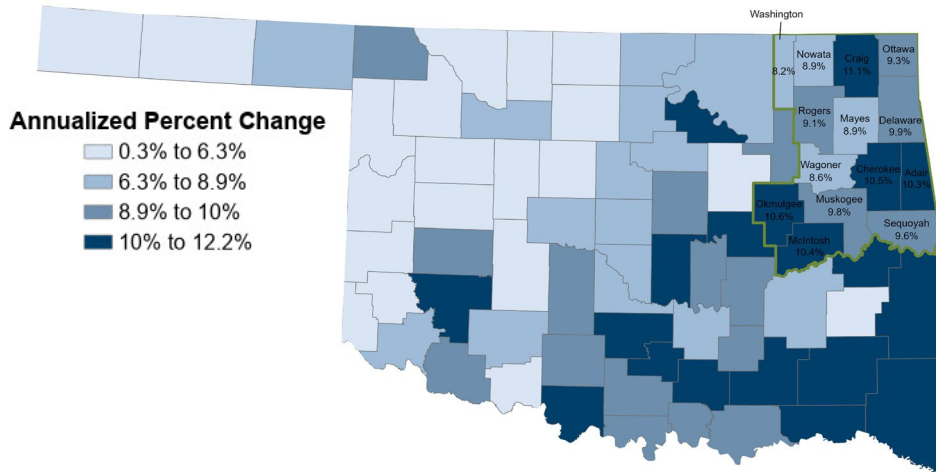 Washington
8.2%
Nowata
8.9%
Craig
11.1%
Ottawa
9.3%
Annualized Percent Change
0.3% to 6.3%
6.3% to 8.9%
8.9% to 10%
10% to 12.2%
Rogers
9.1%
Mayes
8.9%
Delaware
9.9%
Wagoner
8.6%
Cherokee
10.5%
Adair
10.3%
Okmulgee
10.6%
Muskogee
9.8%
Sequoyah
9.6%
McIntosh
10.4%